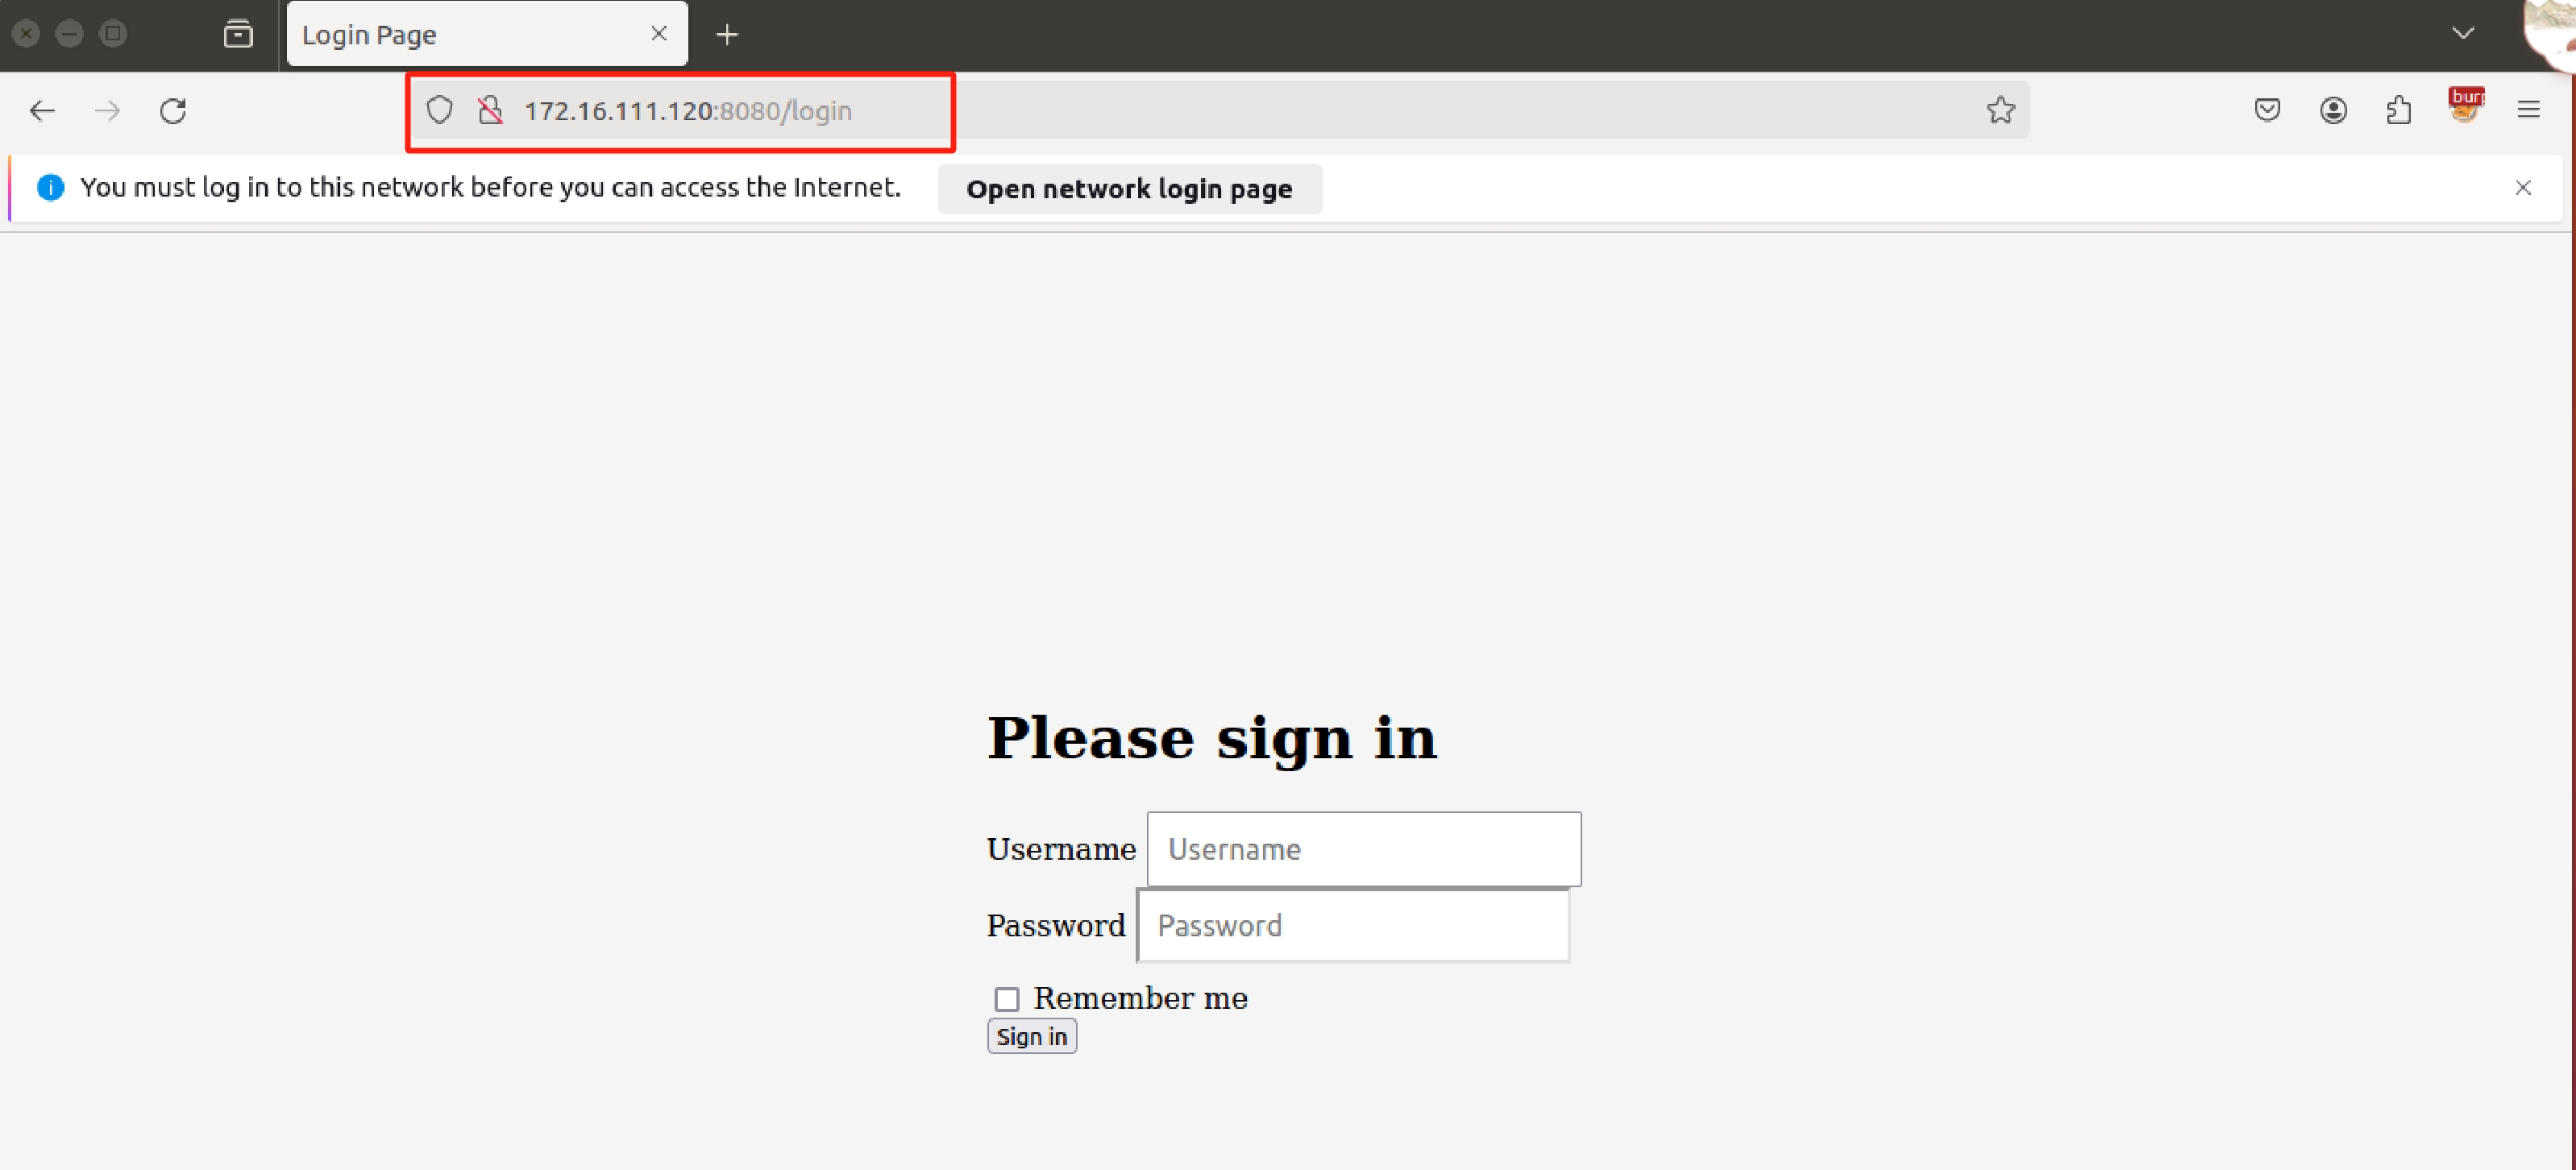 Login Page
172.16.111.120:8080/login
burp
You must log in to this network before you can access the Internet.
Open network login page
Please sign in
Username
Username
Password
Password
Remember me
Sign in